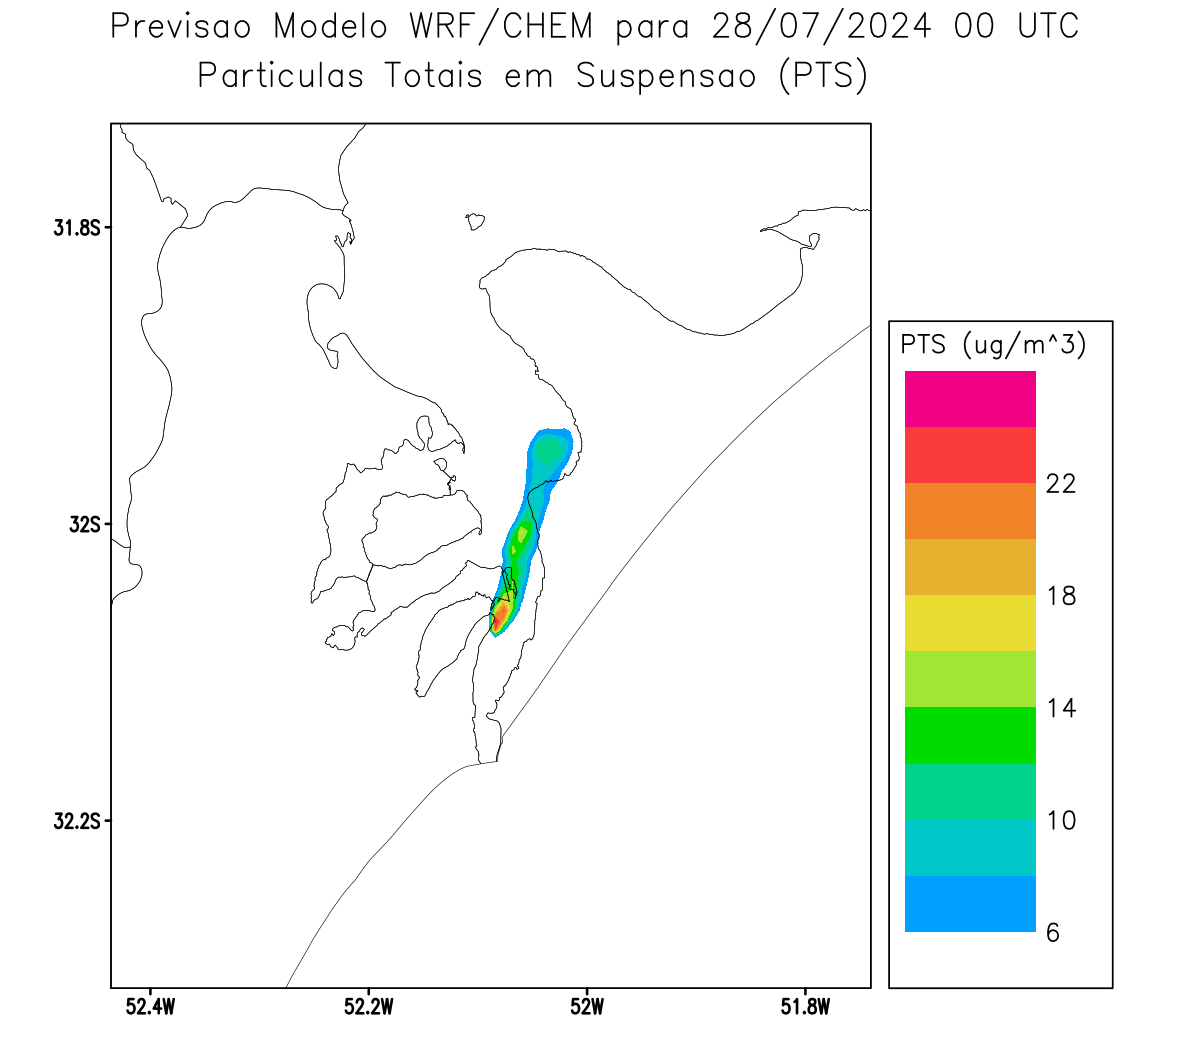 Previsao Modelo WRF/CHEM para 28/07/2024 00 UTC
Particulas Totais em Suspensao (PTS)
31.8S
32S
32.2S
52.4W
52.2W
52W
51.8W
PTS (ug/m^3)
22
18
14
10
6